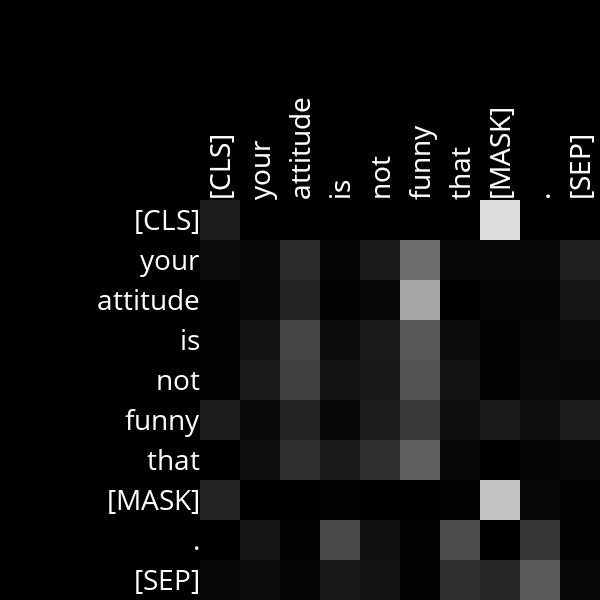 [CLS] your attitude is not funny that [MASK] . [SEP]
[CLS]
your
attitude
is
not
funny
that
[MASK]
.
[SEP]